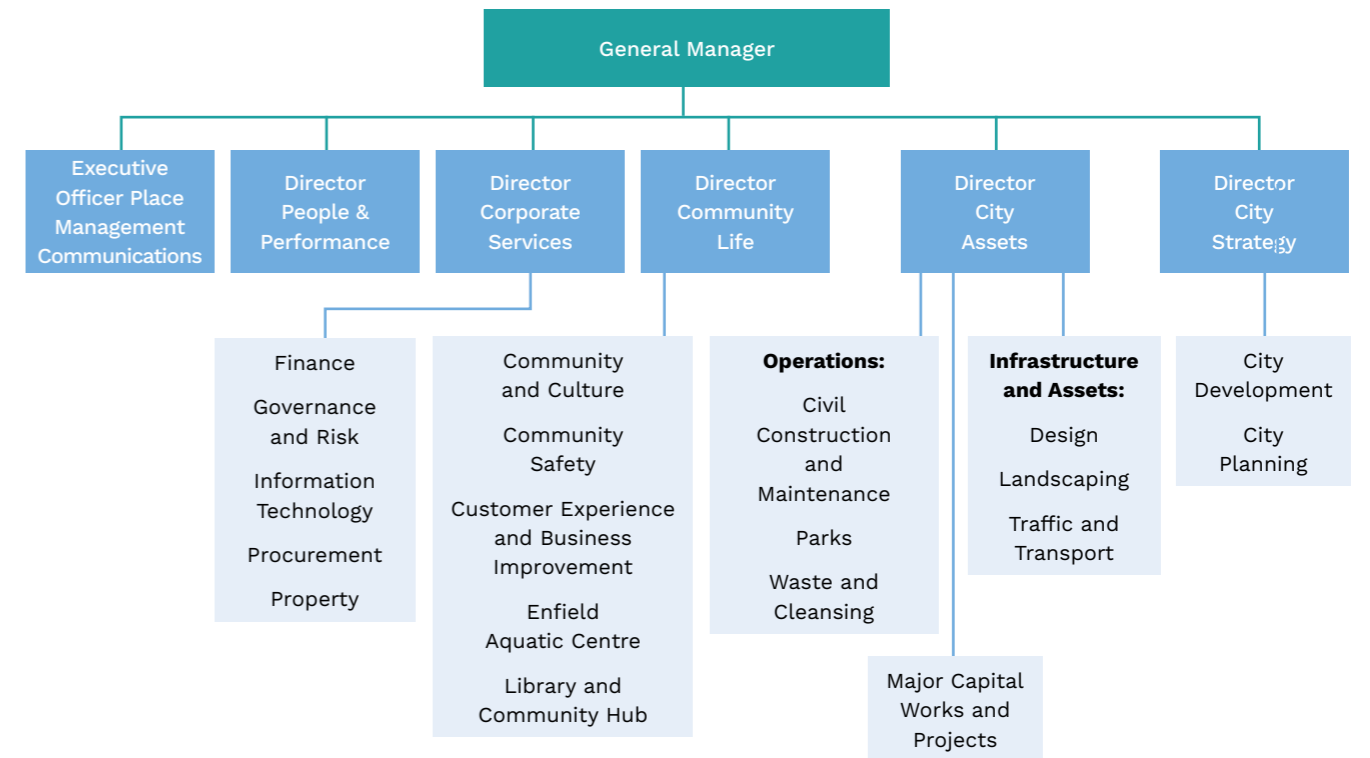 General Manager
Executive
Officer Place
Management
Communications
Director
People &
Performance
Director
Corporate
Services
Director
Community
Life
Director
City
Assets
Director
City
Strategy
Finance
Governance
and Risk
Information
Technology
Procurement
Property
Community
and Culture
Community
Safety
Customer Experience
and Business
Improvement
Enfield
Aquatic Centre
Library and
Community Hub
Operations:
Civil
Construction
and
Maintenance
Parks
Waste and
Cleansing
Major Capital
Works and
Projects
Infrastructure
and Assets:
Design
Landscaping
Traffic and
Transport
City
Development
City
Planning